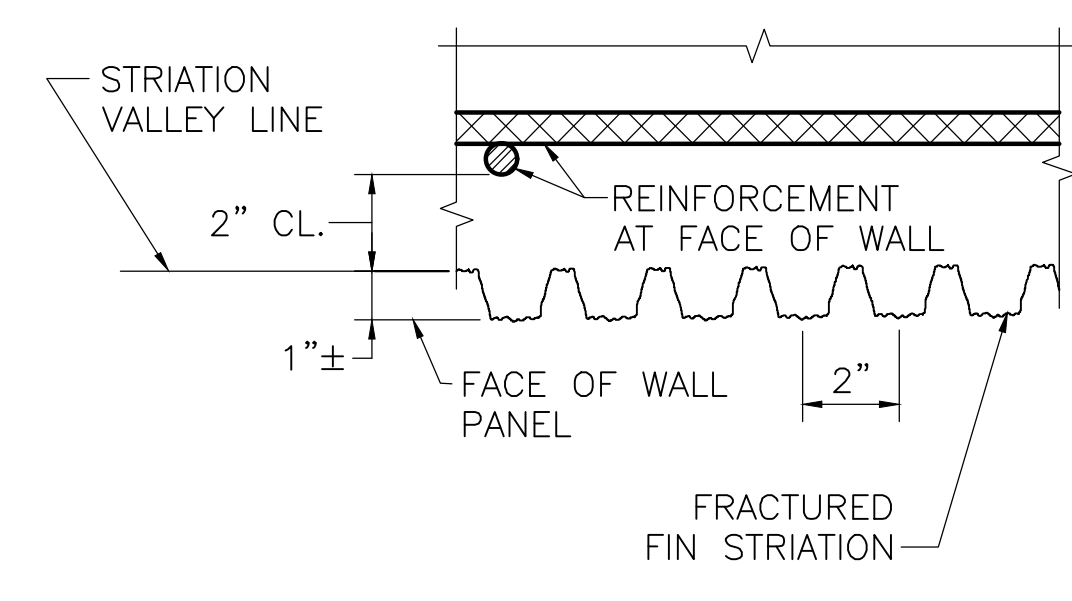 STRIATION
VALLEY LINE
REINFORCEMENT
AT FACE OF WALL
2” CL.
1”±
FACE OF WALL
PANEL
2”
FRACTURED
FIN STRIATION